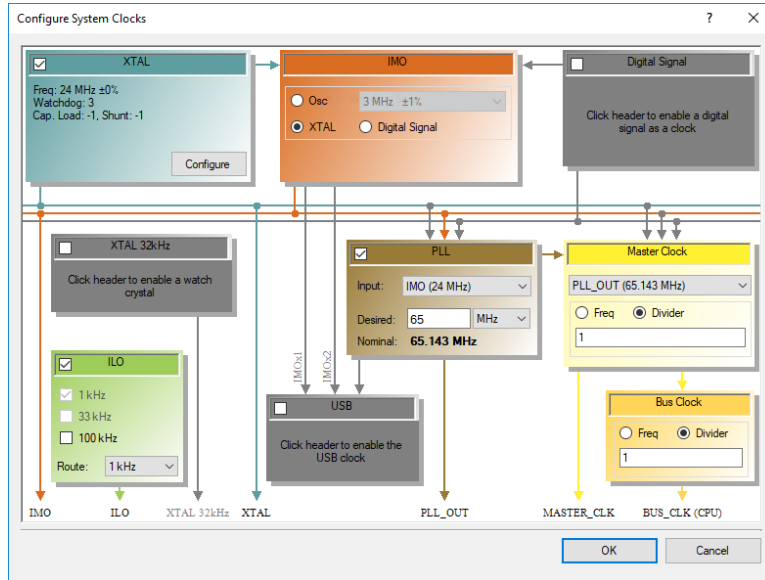 Configure System Clocks
?
XTAL
Freq: 24 MHz ±0%
Watchdog: 3
Cap. Load: -1, Shunt: -1
Configure
IMO
Osc
3 MHz ±1%
XTAL
Digital Signal
Digital Signal
Click header to enable a digital
signal as a clock
XTAL 32kHz
Click header to enable a watch
crystal
PLL
Input:
IMO (24 MHz)
Desired:
65
MHz
Nominal:
65.143 MHz
Master Clock
PLL_OUT (65.143 MHz)
Freq
Divider
1
ILO
1 kHz
33 kHz
100 kHz
Route:
1 kHz
IMOx1
IMOx2
USB
Click header to enable the
USB clock
Bus Clock
Freq
Divider
1
IMO
ILO
XTAL 32kHz
XTAL
PLL_OUT
MASTER_CLK
BUS_CLK (CPU)
OK
Cancel